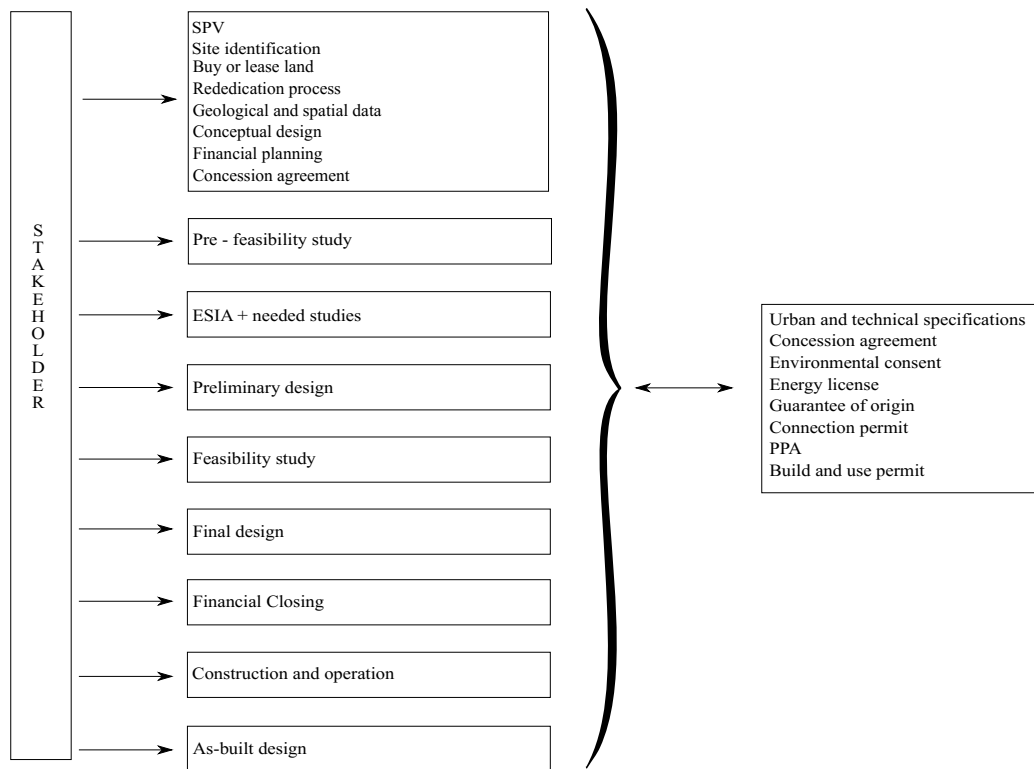 STAKEHOLDER
SPV
Site identification
Buy or lease land
Rededication process
Geological and spatial data
Conceptual design
Financial planning
Concession agreement
Pre - feasibility study
ESIA + needed studies
Preliminary design
Feasibility study
Final design
Financial Closing
Construction and operation
As-built design
Urban and technical specifications
Concession agreement
Environmental consent
Energy license
Guarantee of origin
Connection permit
PPA
Build and use permit